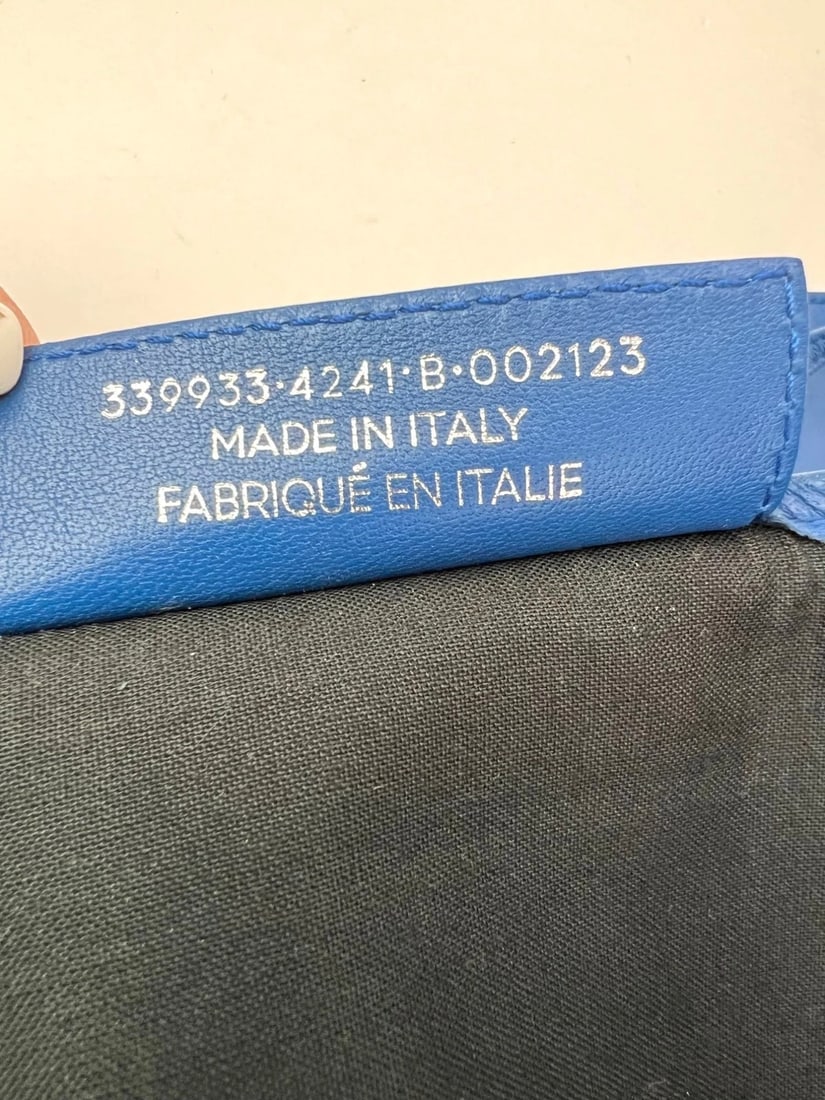 339933·4241·B·002123
MADE IN ITALY
FABRIQUÉ EN ITALIE